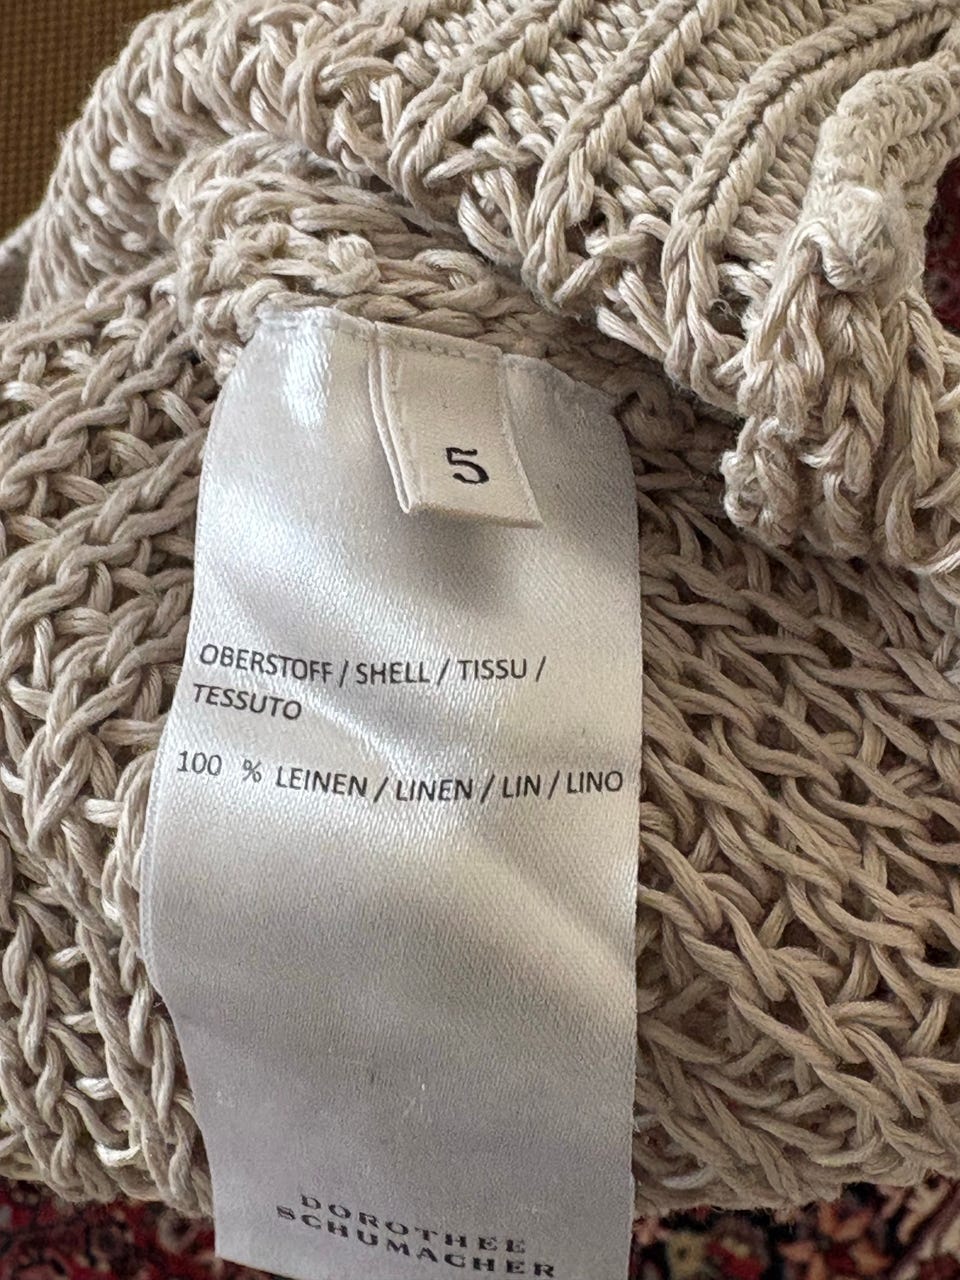 5
OBERSTOFF / SHELL / TISSU /
TESSUTO
100 % LEINEN / LINEN / LIN / LINO
DOROTHEE
SCHUMACHER